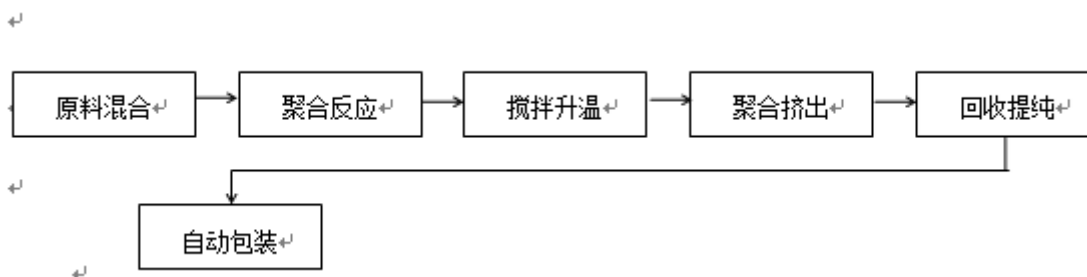 原料混合
聚合反应
搅拌升温
聚合挤出
回收提纯
自动包装